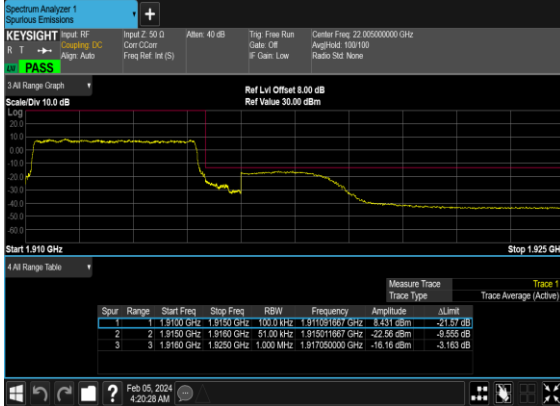 Spectrum Analyzer 1
Spurious Emissions
+
KEYSIGHT Input: RF Input Z: 50 Ω Atten: 40 dB Trig: Free Run Center Freq: 22.005000000 GHz
R T Coupling: DC Corr CCorr Gate: Off Avg|Hold: 100/100
Align: Auto Freq Ref: Int (S) IF Gain: Low Radio Std: None
PASS
3 All Range Graph
Ref Lvl Offset 8.00 dB
Scale/Div 10.0 dB Ref Value 30.00 dBm
Log
20.0
10.0
0.00
-10.0
-20.0
-30.0
-40.0
-50.0
-60.0
Start 1.910 GHz Stop 1.925 GHz
4 All Range Table
Measure Trace Trace 1
Trace Type Trace Average (Active)
Spur Range Start Freq Stop Freq RBW Frequency Amplitude ΔLimit
1 1 1.9100 GHz 1.9150 GHz 100.0 kHz 1.911091667 GHz 8.431 dBm -21.57 dB
2 2 1.9150 GHz 1.9160 GHz 51.00 kHz 1.915011667 GHz -22.56 dBm -9.555 dB
3 3 1.9160 GHz 1.9250 GHz 1.000 MHz 1.917050000 GHz -16.16 dBm -3.163 dB
? Feb 05, 2024
4:20:28 AM